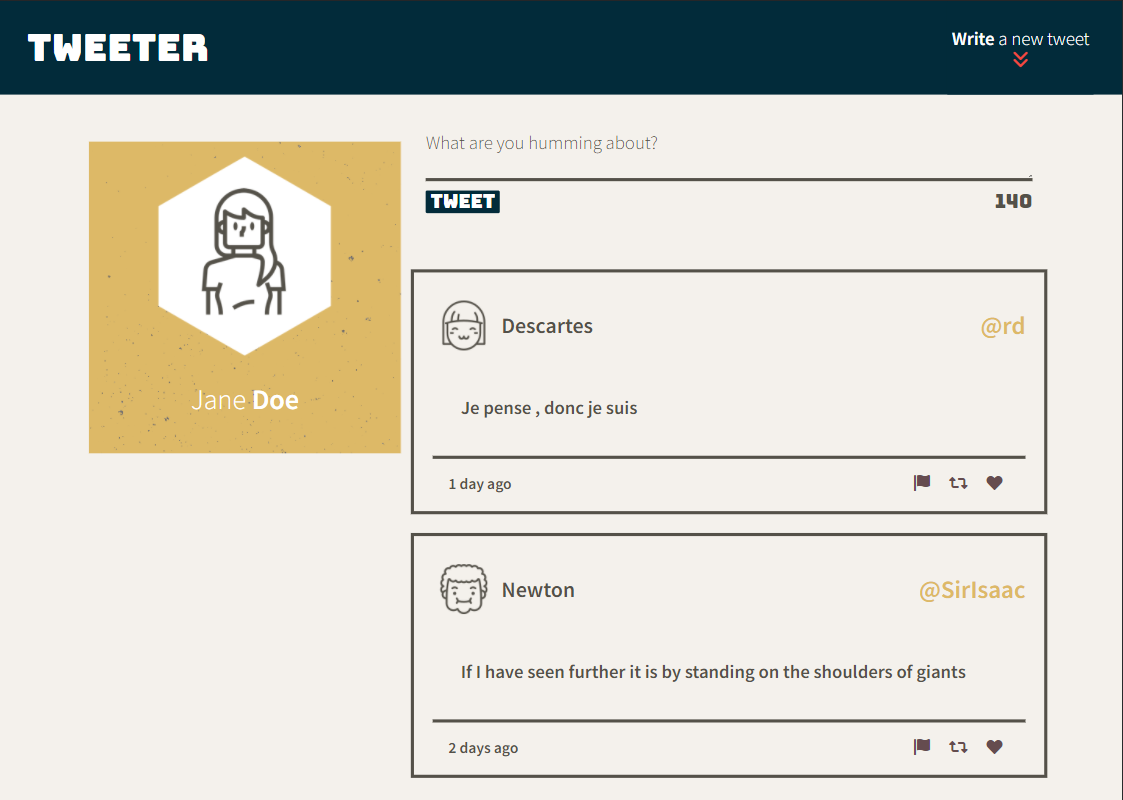 TWEETER
Write a new tweet
Jane Doe
What are you humming about?
TWEET
140
Descartes
@rd
Je pense , donc je suis
1 day ago
Newton
@SirIsaac
If I have seen further it is by standing on the shoulders of giants
2 days ago